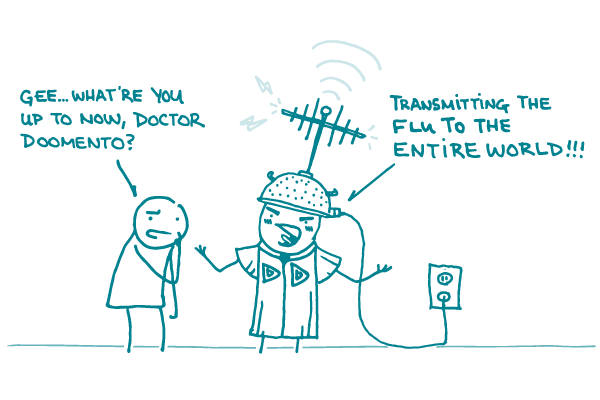 GEE...WHAT'RE YOU
UP TO NOW, DOCTOR
DOOMENTO?
TRANSMITTING THE
FLU TO THE
ENTIRE WORLD!!!